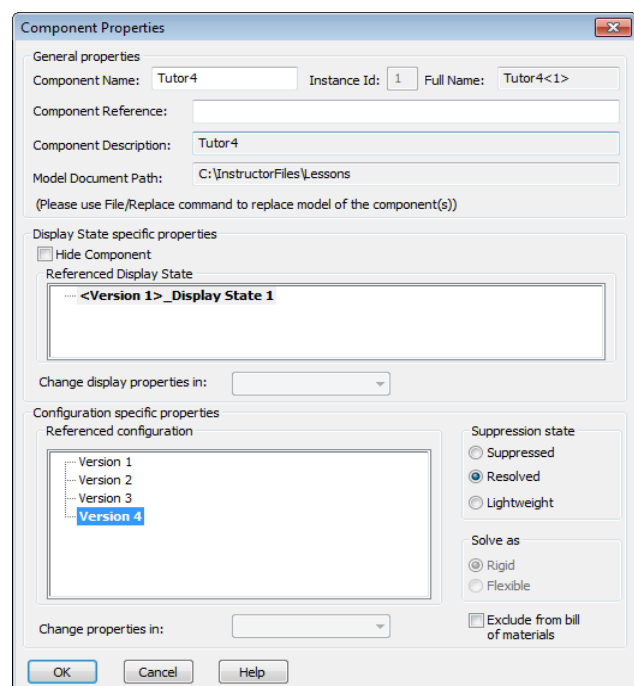 Component Properties
General properties
Component Name: Tutor4 Instance Id: 1 Full Name: Tutor4<1>
Component Reference:
Component Description: Tutor4
Model Document Path: C:\InstructorFiles\Lessons
(Please use File/Replace command to replace model of the component(s))
Display State specific properties
Hide Component
Referenced Display State
<Version 1>_Display State 1
Change display properties in:
Configuration specific properties
Referenced configuration
Version 1
Version 2
Version 3
Version 4
Change properties in:
Suppression state
Suppressed
Resolved
Lightweight
Solve as
Rigid
Flexible
Exclude from bill
of materials
OK Cancel Help